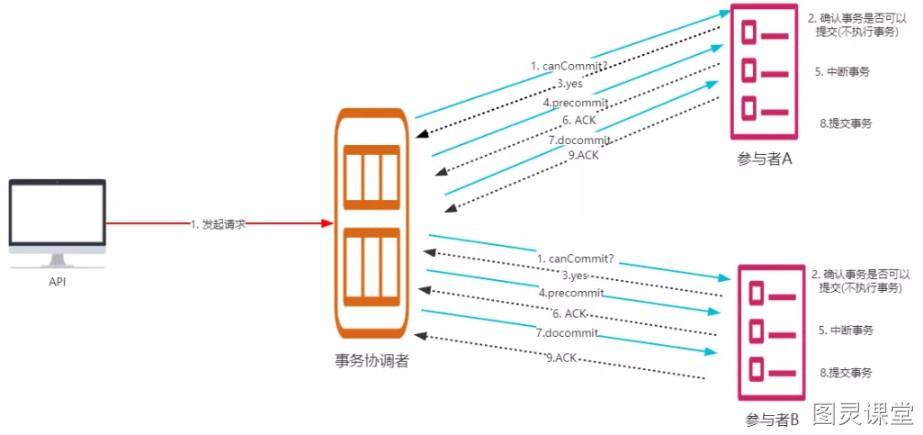 1. 发起请求
API
事务协调者
1. canCommit?
3.yes
4.precommit
6. ACK
7.docommit
9.ACK
2. 确认事务是否可以
提交(不执行事务)
5. 中断事务
8.提交事务
参与者A
1. canCommit?
3.yes
4.precommit
6. ACK
7.docommit
9.ACK
2. 确认事务是否可以
提交(不执行事务)
5. 中断事务
8.提交事务
参与者B
图灵课堂